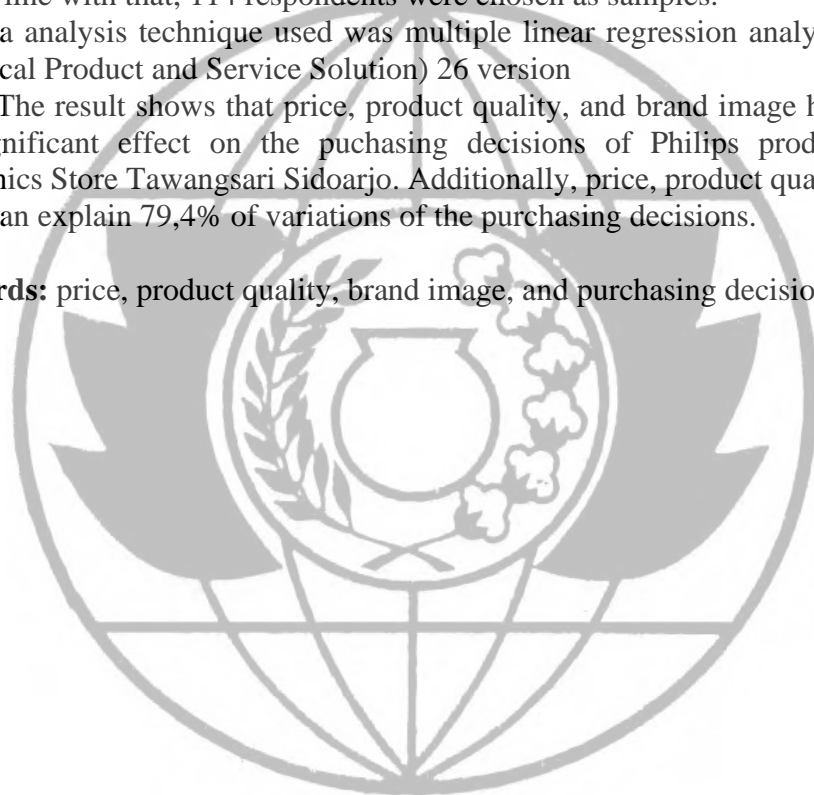 line with that, 114 respondents were chosen as samples.
a analysis technique used was multiple linear regression analy
cal Product and Service Solution) 26 version
The result shows that price, product quality, and brand image h
gnificant effect on the puchasing decisions of Philips prod
nics Store Tawangsari Sidoarjo. Additionally, price, product qua
an explain 79,4% of variations of the purchasing decisions.
rds: price, product quality, brand image, and purchasing decisio